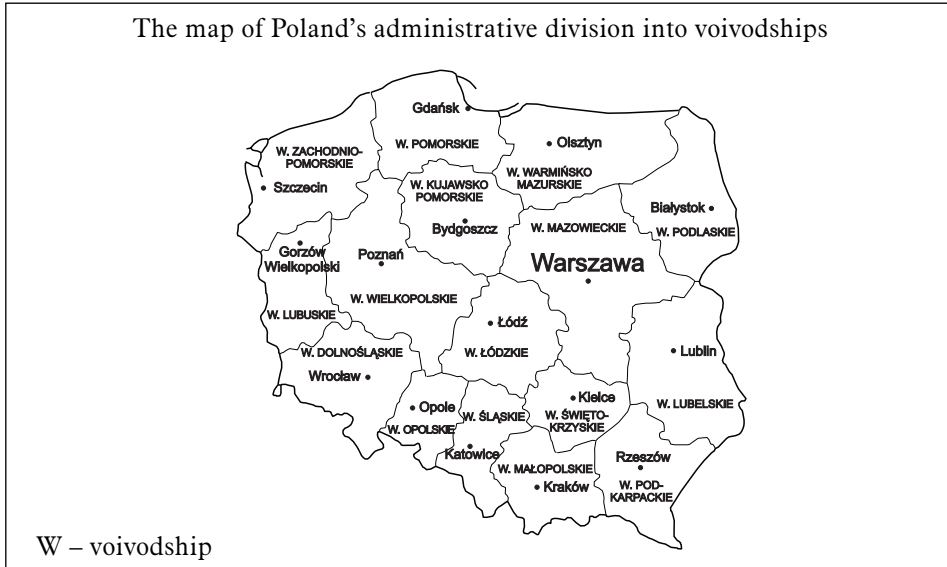 The map of Poland's administrative division into voivodships
Gdańsk
W. POMORSKIE
Olsztyn
W. WARMIŃSKO
MAZURSKIE
W. ZACHODNIO-
POMORSKIE
Szczecin
W. KUJAWSKO
POMORSKIE
Bydgoszcz
Białystok
W. PODLASKIE
W. MAZOWIECKIE
Warszawa
Gorzów
Wielkopolski
W. LUBUSKIE
Poznań
W. WIELKOPOLSKIE
Łódź
W. ŁÓDZKIE
Lublin
W. LUBELSKIE
W. DOLNOŚLĄSKIE
Wrocław
Opole
W. OPOLSKIE
W. ŚLĄSKIE
Katowice
Kielce
W. ŚWIĘTO-
KRZYSKIE
W. MAŁOPOLSKIE
Kraków
Rzeszów
W. POD-
KARPACKIE
W – voivodship